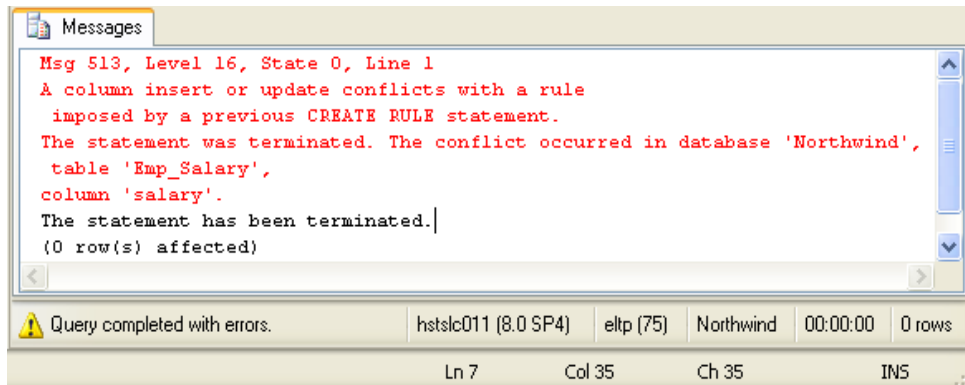 Messages
Msg 513, Level 16, State 0, Line 1
A column insert or update conflicts with a rule
imposed by a previous CREATE RULE statement.
The statement was terminated. The conflict occurred in database 'Northwind',
table 'Emp_Salary',
column 'salary'.
The statement has been terminated.
(0 row(s) affected)
Query completed with errors. hstslc011 (8.0 SP4) eltp (75) Northwind 00:00:00 0 rows
Ln 7 Col 35 Ch 35 INS